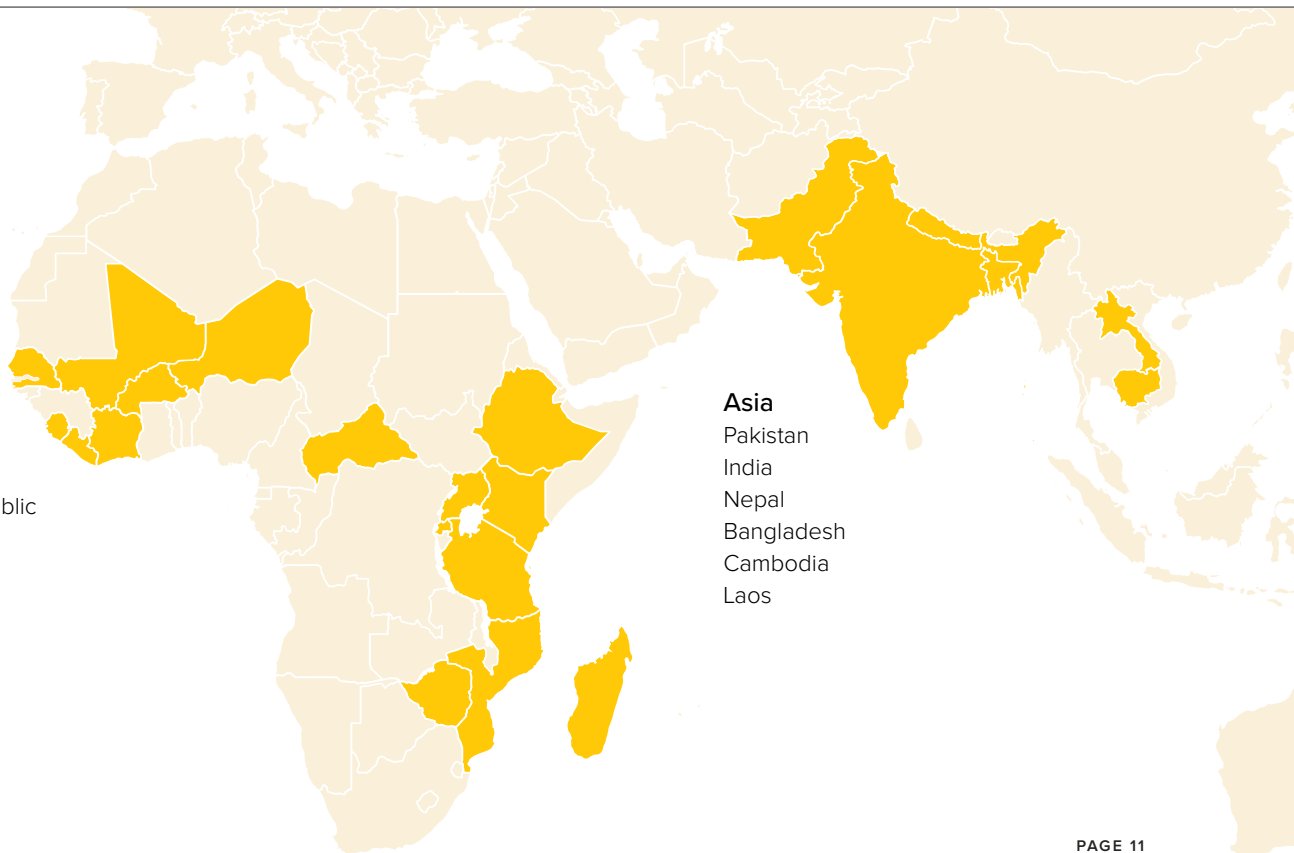 blic
Asia
Pakistan
India
Nepal
Bangladesh
Cambodia
Laos
PAGE 11